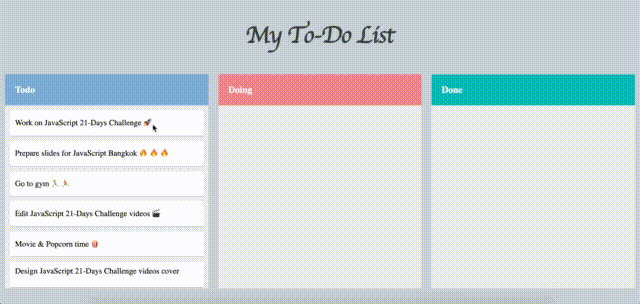 My To-Do List
Todo
Doing
Done
Work on JavaScript 21-Days Challenge 🚀
Prepare slides for JavaScript Bangkok 🔥 🔥 🔥
Go to gym 🏃 🏃
Edit JavaScript 21-Days Challenge videos 🎬
Movie & Popcorn time 🍿
Design JavaScript 21-Days Challenge videos cover